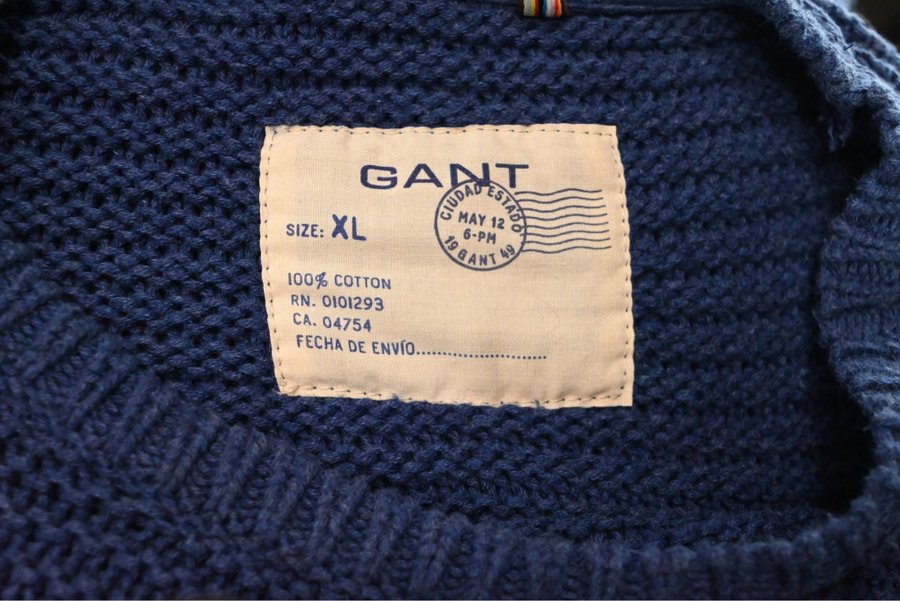 GANT
SIZE: XL
CIUDAD ESTADO
MAY 12
6-PM
19 GANT 49
100% COTTON
RN. 0101293
CA. 04754
FECHA DE ENVÍO........................